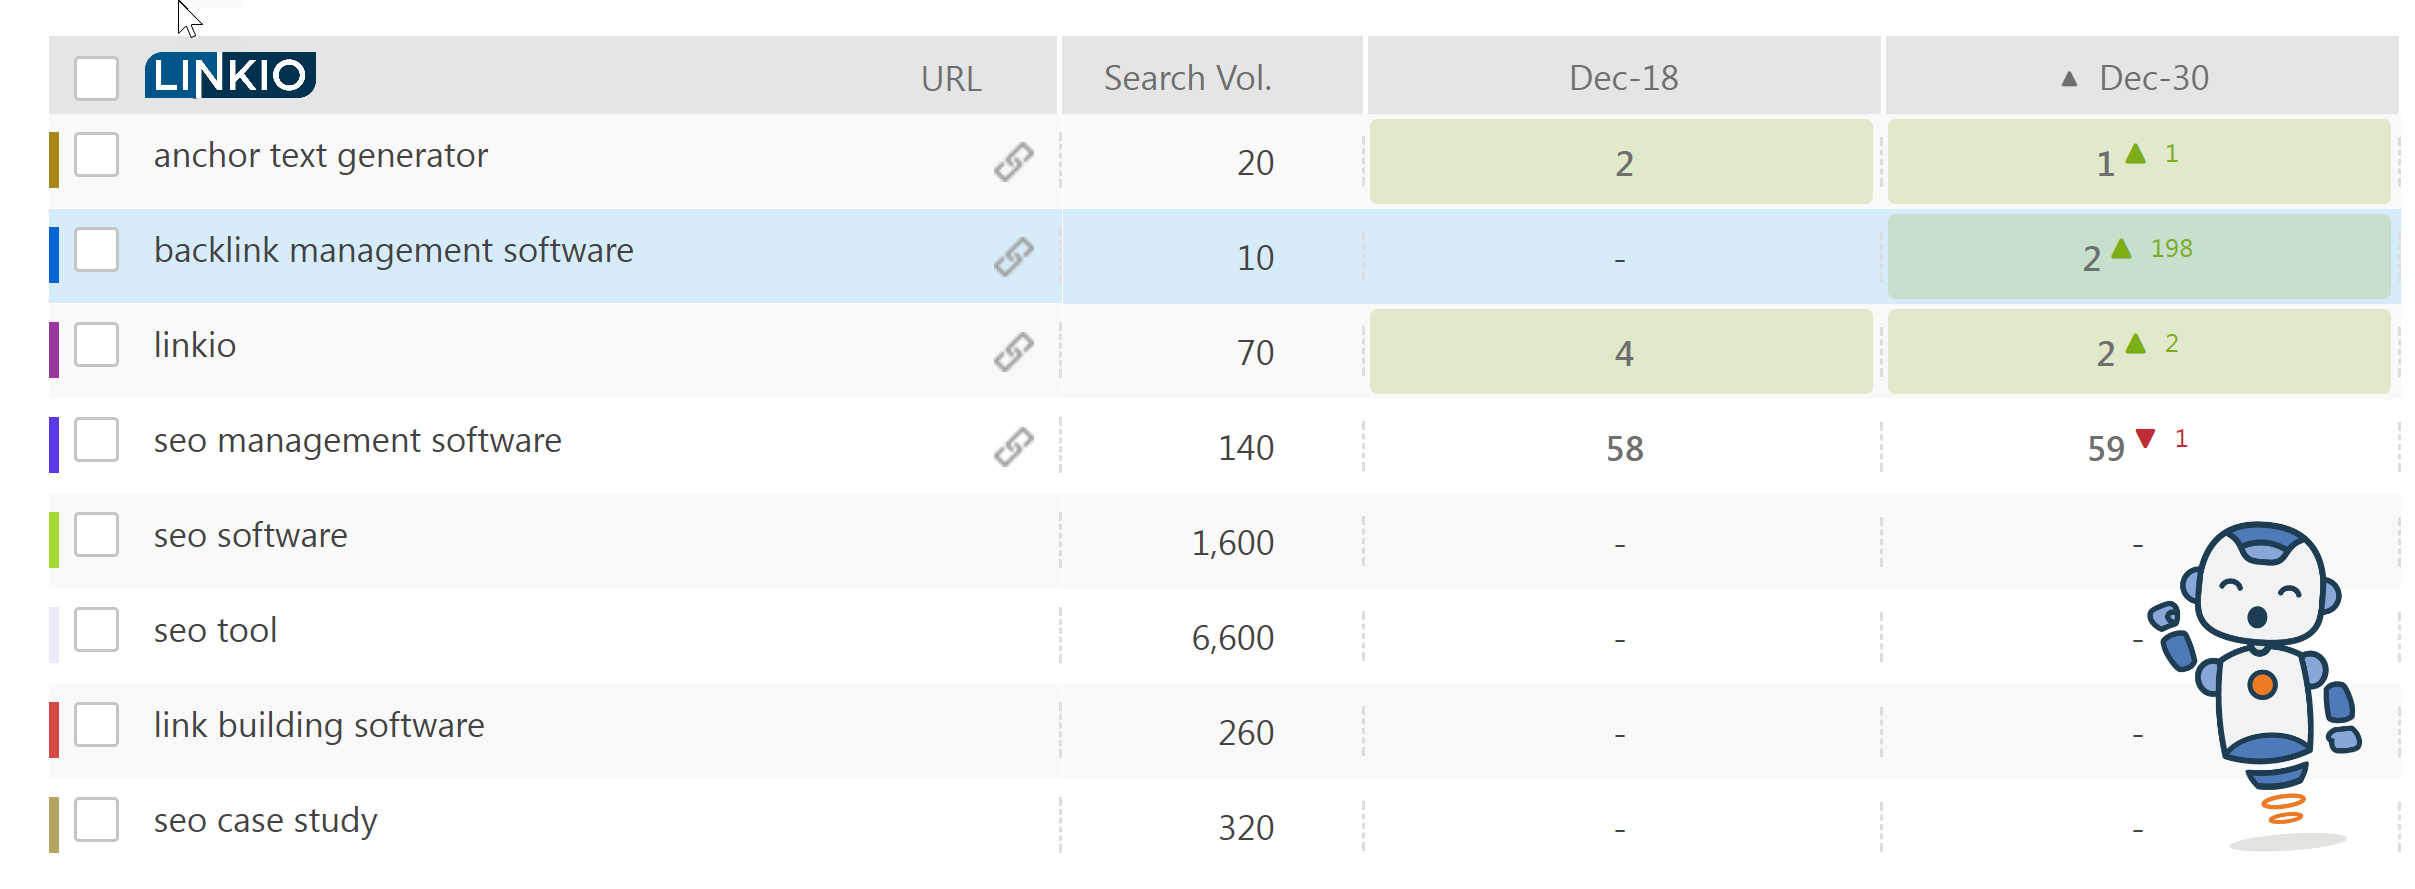 LINKIO URL Search Vol. Dec-18 ▲ Dec-30
anchor text generator 20 2 1 ▲ 1
backlink management software 10 - 2 ▲ 198
linkio 70 4 2 ▲ 2
seo management software 140 58 59 ▼ 1
seo software 1,600 - -
seo tool 6,600 - -
link building software 260 - -
seo case study 320 - -